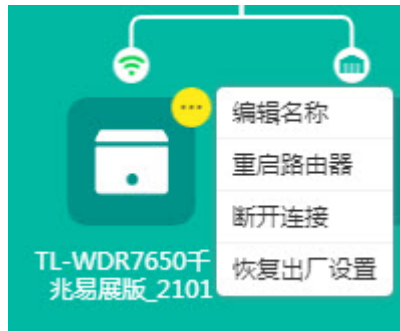 编辑名称
重启路由器
断开连接
恢复出厂设置
TL-WDR7650千
兆易展版_2101